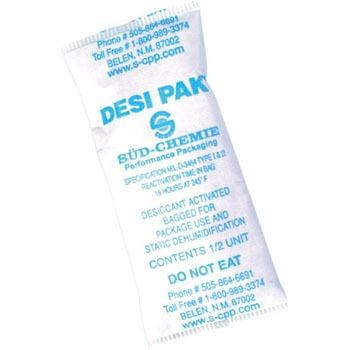 Phone # 505-864-6691
Toll Free # 1-800-989-3374
BELEN, N.M. 87002
www.s-cpp.com
DESI PAK
S
SÜD-CHEMIE
Performance Packaging
SPECIFICATION MIL-D-3464 TYPE I & II
REACTIVATION TIME IN BAG
16 HOURS AT 245° F
DESICCANT ACTIVATED
BAGGED FOR
PACKAGE USE AND
STATIC DEHUMIDIFICATION
CONTENTS 1/2 UNIT
DO NOT EAT
Phone # 505-864-6691
Toll Free # 1-800-989-3374
BELEN, N.M. 87002
www.s-cpp.com